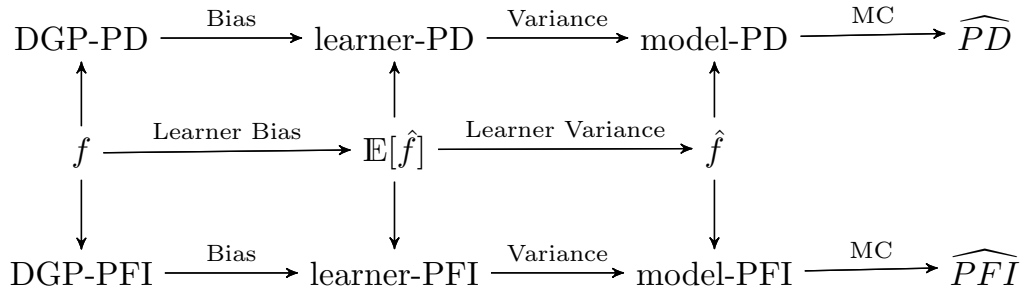 Bias Variance MC
DGP-PD learner-PD model-PD $\widehat{PD}$
Learner Bias Learner Variance
$f$ $\mathbb{E}[\hat{f}]$ $\hat{f}$
Bias Variance MC
DGP-PFI learner-PFI model-PFI $\widehat{PFI}$